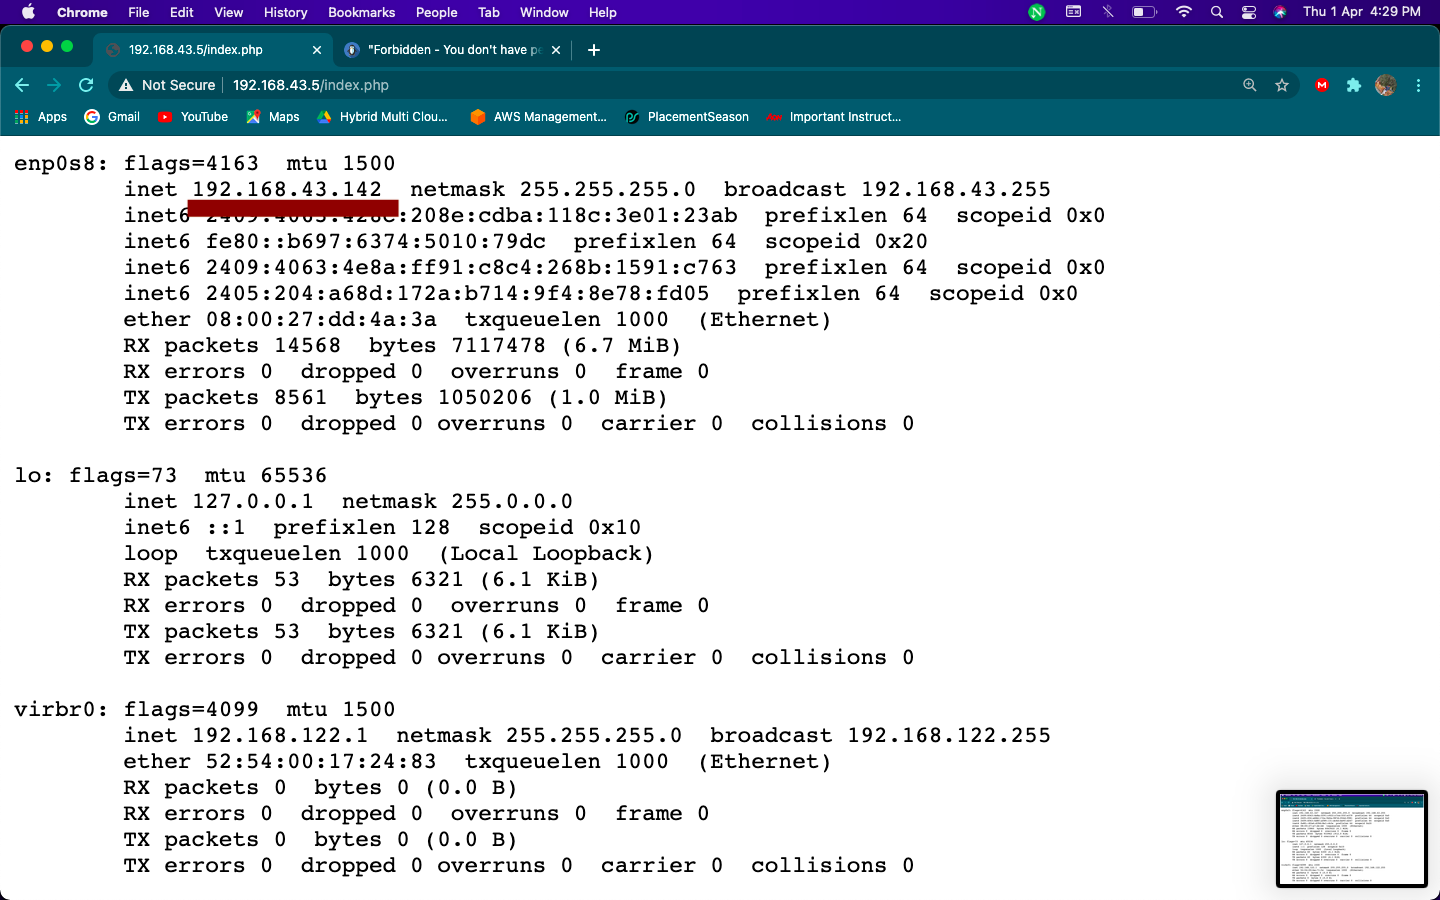 Chrome File Edit View History Bookmarks People Tab Window Help Thu 1 Apr 4:29 PM
192.168.43.5/index.php "Forbidden - You don't have pe
Not Secure 192.168.43.5/index.php
Apps Gmail YouTube Maps Hybrid Multi Clou... AWS Management... PlacementSeason Important Instruct...
enp0s8: flags=4163 mtu 1500
inet 192.168.43.142 netmask 255.255.255.0 broadcast 192.168.43.255
inet6 :208e:cdba:118c:3e01:23ab prefixlen 64 scopeid 0x0
inet6 fe80::b697:6374:5010:79dc prefixlen 64 scopeid 0x20
inet6 2409:4063:4e8a:ff91:c8c4:268b:1591:c763 prefixlen 64 scopeid 0x0
inet6 2405:204:a68d:172a:b714:9f4:8e78:fd05 prefixlen 64 scopeid 0x0
ether 08:00:27:dd:4a:3a txqueuelen 1000 (Ethernet)
RX packets 14568 bytes 7117478 (6.7 MiB)
RX errors 0 dropped 0 overruns 0 frame 0
TX packets 8561 bytes 1050206 (1.0 MiB)
TX errors 0 dropped 0 overruns 0 carrier 0 collisions 0
lo: flags=73 mtu 65536
inet 127.0.0.1 netmask 255.0.0.0
inet6 ::1 prefixlen 128 scopeid 0x10
loop txqueuelen 1000 (Local Loopback)
RX packets 53 bytes 6321 (6.1 KiB)
RX errors 0 dropped 0 overruns 0 frame 0
TX packets 53 bytes 6321 (6.1 KiB)
TX errors 0 dropped 0 overruns 0 carrier 0 collisions 0
virbr0: flags=4099 mtu 1500
inet 192.168.122.1 netmask 255.255.255.0 broadcast 192.168.122.255
ether 52:54:00:17:24:83 txqueuelen 1000 (Ethernet)
RX packets 0 bytes 0 (0.0 B)
RX errors 0 dropped 0 overruns 0 frame 0
TX packets 0 bytes 0 (0.0 B)
TX errors 0 dropped 0 overruns 0 carrier 0 collisions 0